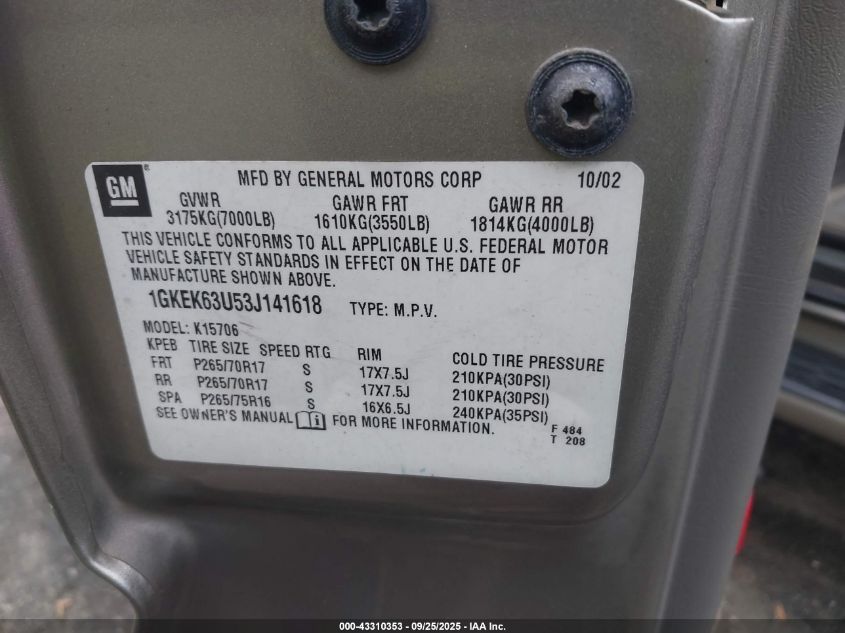 GM
MFD BY GENERAL MOTORS CORP 10/02
GVWR GAWR FRT GAWR RR
3175KG(7000LB) 1610KG(3550LB) 1814KG(4000LB)
THIS VEHICLE CONFORMS TO ALL APPLICABLE U.S. FEDERAL MOTOR
VEHICLE SAFETY STANDARDS IN EFFECT ON THE DATE OF
MANUFACTURE SHOWN ABOVE.
1GKEK63U53J141618 TYPE: M.P.V.
MODEL: K15706
KPEB TIRE SIZE SPEED RTG RIM COLD TIRE PRESSURE
FRT P265/70R17 S 17X7.5J 210KPA(30PSI)
RR P265/70R17 S 17X7.5J 210KPA(30PSI)
SPA P265/75R16 S 16X6.5J 240KPA(35PSI)
SEE OWNER'S MANUAL FOR MORE INFORMATION.
F 484
T 208
000-43310353 - 09/25/2025 - IAA Inc.